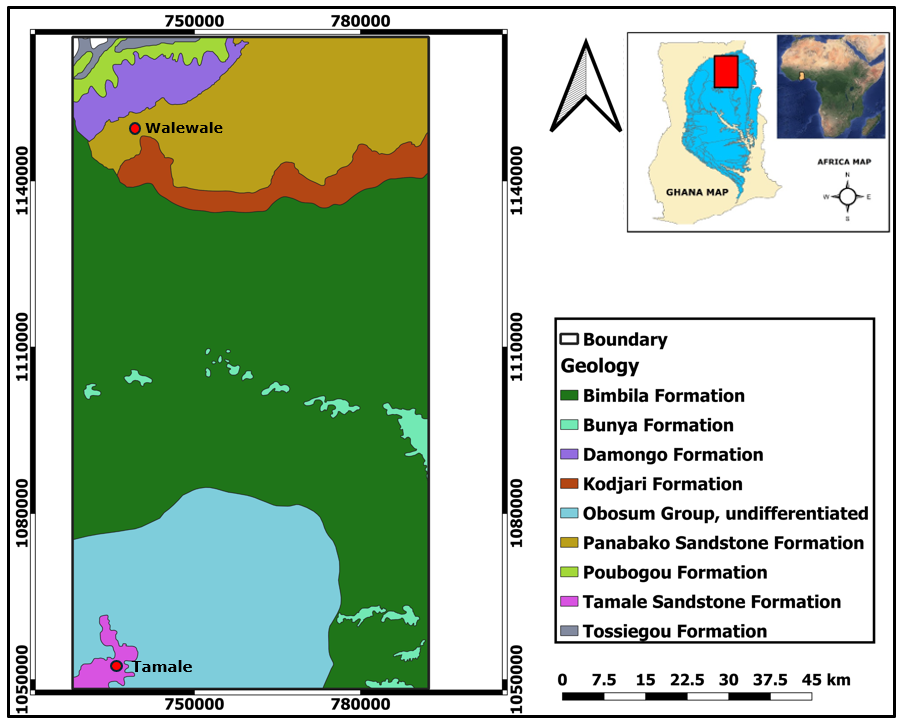 750000 780000
Walewale
1140000
1140000
1100000
1100000
1080000
1080000
Tamale
1050000
1050000
750000 780000
GHANA MAP
AFRICA MAP
N
W E
S
Boundary
Geology
Bimbila Formation
Bunya Formation
Damongo Formation
Kodjari Formation
Obosum Group, undifferentiated
Panabako Sandstone Formation
Poubogou Formation
Tamale Sandstone Formation
Tossiegou Formation
0 7.5 15 22.5 30 37.5 45 km